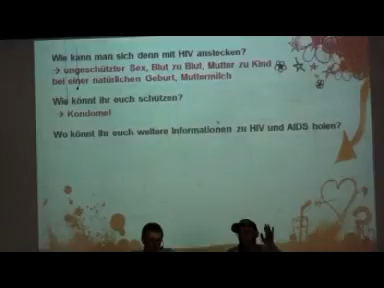 Wie kann man sich denn mit HIV anstecken?
→ ungeschützter Sex, Blut zu Blut, Mutter zu Kind
bei einer natürlichen Geburt, Muttermilch
Wie könnt ihr euch schützen?
→ Kondome!
Wo könnt ihr euch weitere Informationen zu HIV und AIDS holen?